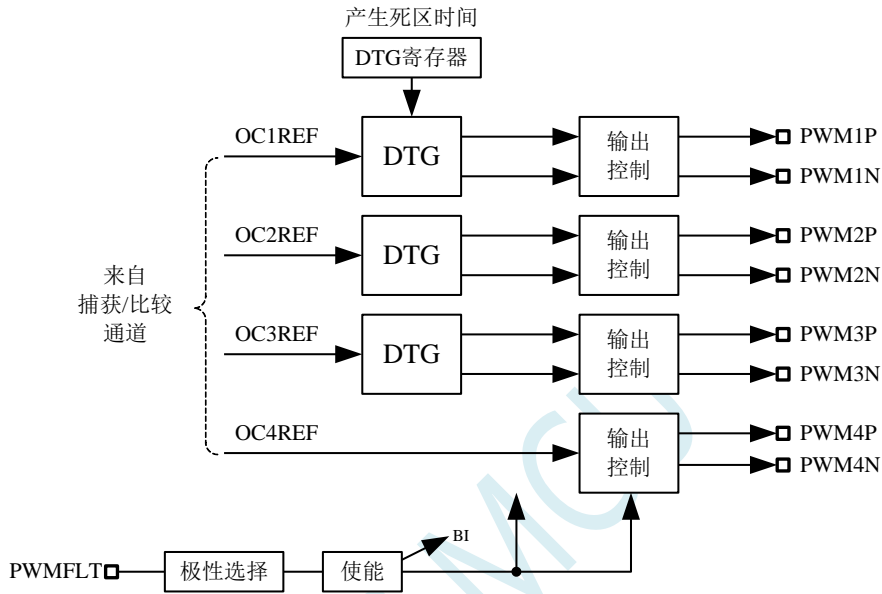 产生死区时间
DTG寄存器
OC1REF
DTG
输出
控制
PWM1P
PWM1N
OC2REF
DTG
输出
控制
PWM2P
PWM2N
来自
捕获/比较
通道
OC3REF
DTG
输出
控制
PWM3P
PWM3N
OC4REF
输出
控制
PWM4P
PWM4N
BI
PWMFLT
极性选择
使能
MCU